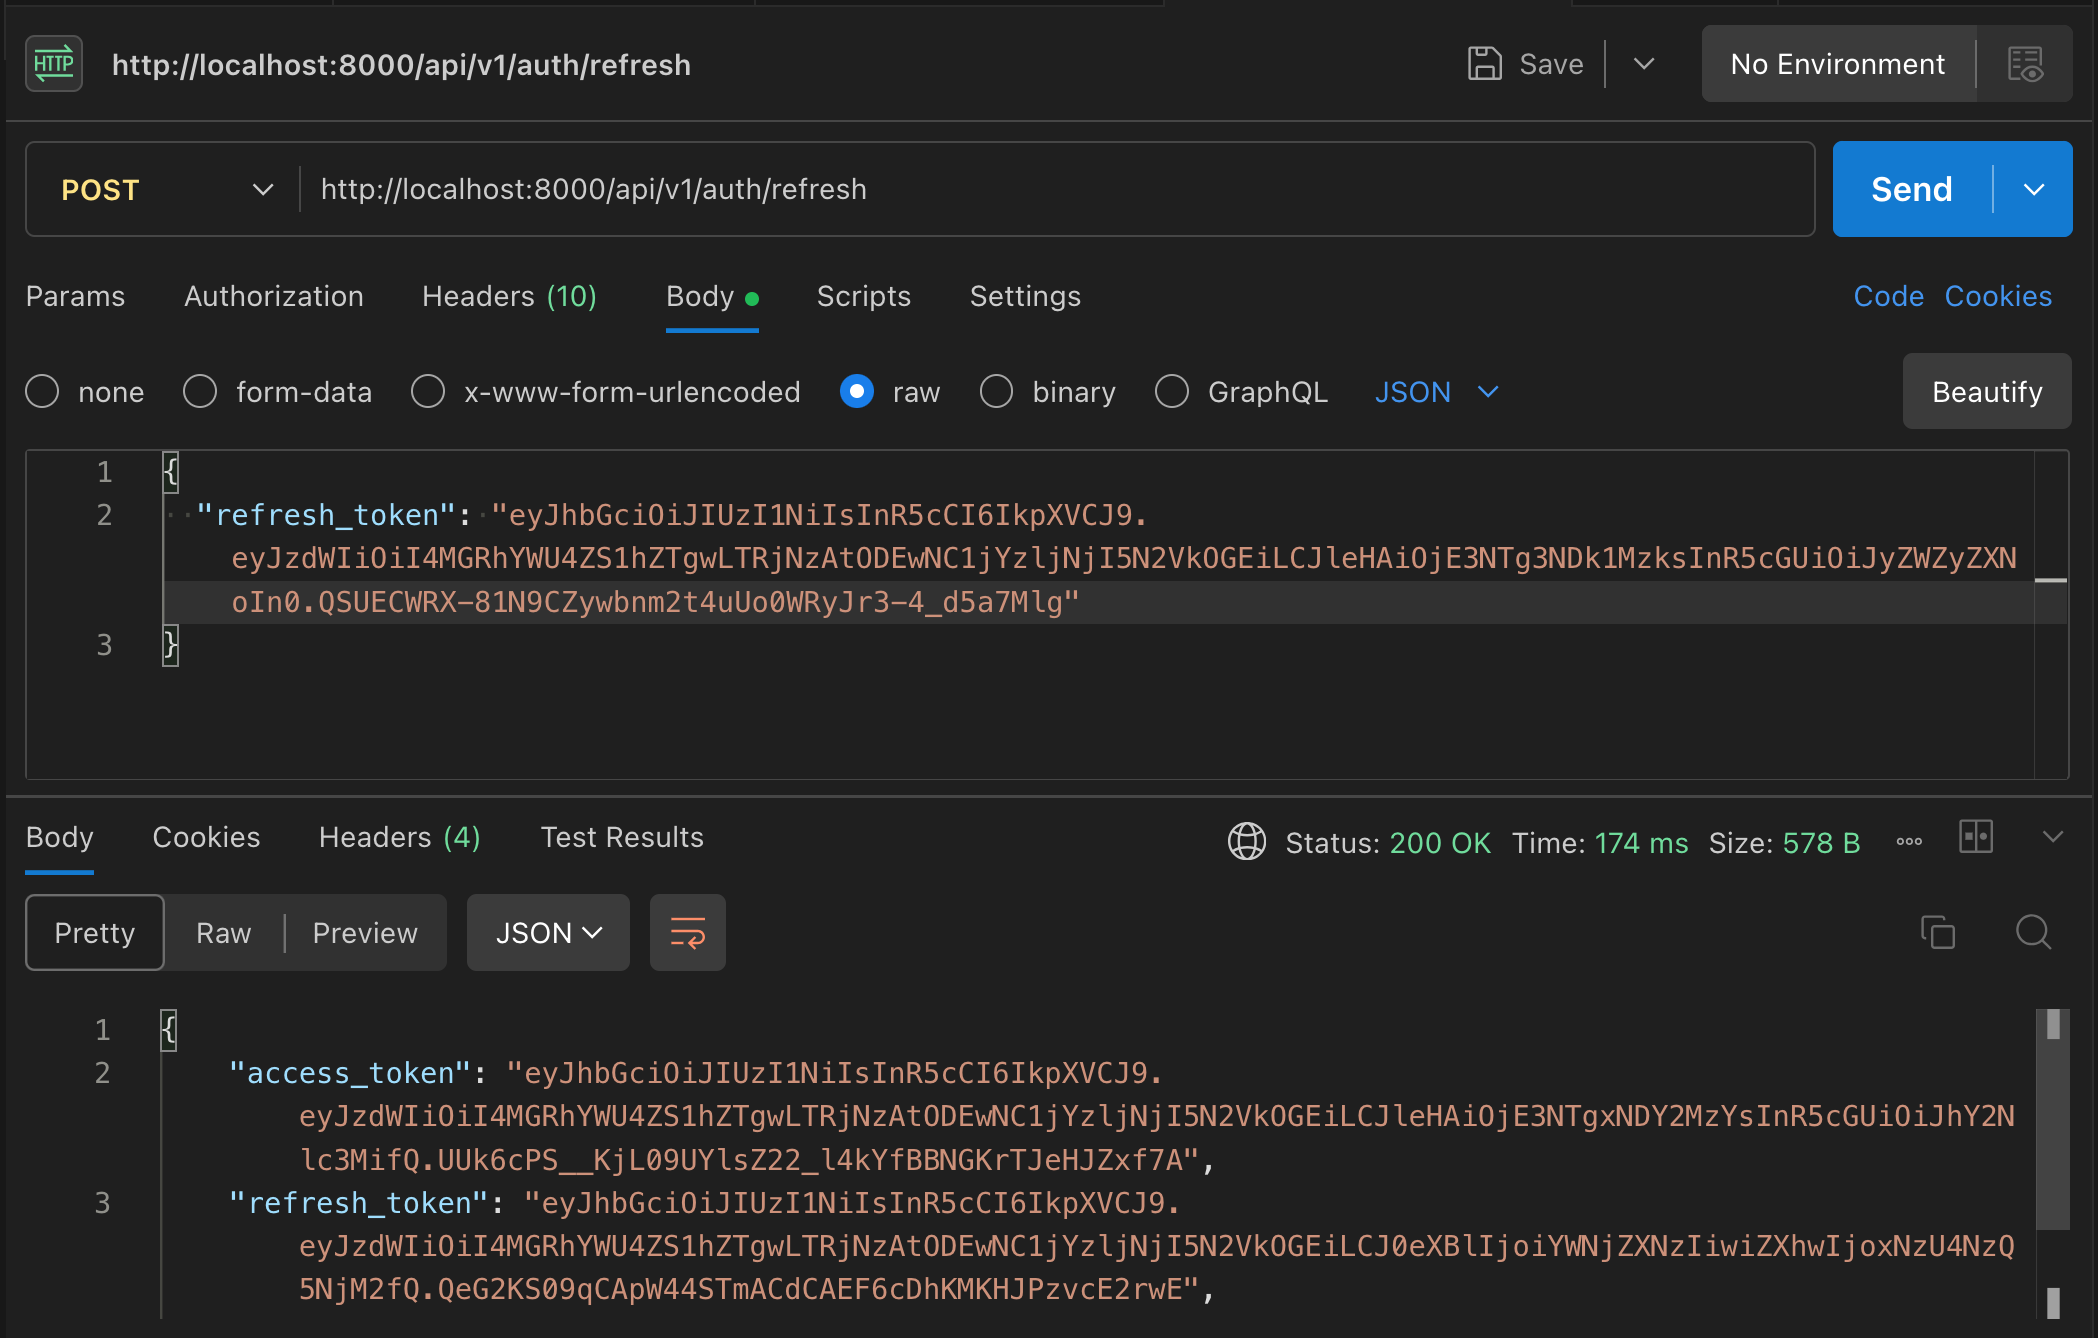 HTTP http://localhost:8000/api/v1/auth/refresh Save No Environment
POST http://localhost:8000/api/v1/auth/refresh Send
Params Authorization Headers (10) Body Scripts Settings Code Cookies
none form-data x-www-form-urlencoded raw binary GraphQL JSON Beautify
1 {
2 "refresh_token": "eyJhbGciOiJIUzI1NiIsInR5cCI6IkpXVCJ9.
eyJzdWIiOiI4MGRhYWU4ZS1hZTgwLTRjNzAtODEwNC1jYzljNjI5N2VkOGEiLCJleHAiOjE3NTg3NDk1MzksInR5cGUiOiJyZWZyZXN
oIn0.QSUECWRX-81N9CZywbnm2t4uUo0WRyJr3-4_d5a7Mlg"
3 }
Body Cookies Headers (4) Test Results Status: 200 OK Time: 174 ms Size: 578 B
Pretty Raw Preview JSON
1 {
2 "access_token": "eyJhbGciOiJIUzI1NiIsInR5cCI6IkpXVCJ9.
eyJzdWIiOiI4MGRhYWU4ZS1hZTgwLTRjNzAtODEwNC1jYzljNjI5N2VkOGEiLCJleHAiOjE3NTgxNDY2MzYsInR5cGUiOiJhY2N
lc3MifQ.UUk6cPS__KjL09UYlsZ22_l4kYfBBNGKrTJeHJZxf7A",
3 "refresh_token": "eyJhbGciOiJIUzI1NiIsInR5cCI6IkpXVCJ9.
eyJzdWIiOiI4MGRhYWU4ZS1hZTgwLTRjNzAtODEwNC1jYzljNjI5N2VkOGEiLCJ0eXBlIjoiYWNjZXNzIiwiZXhwIjoxNzU4NzQ
5NjM2fQ.QeG2KS09qCApW44STmACdCAEF6cDhKMKHJPzvcE2rwE",